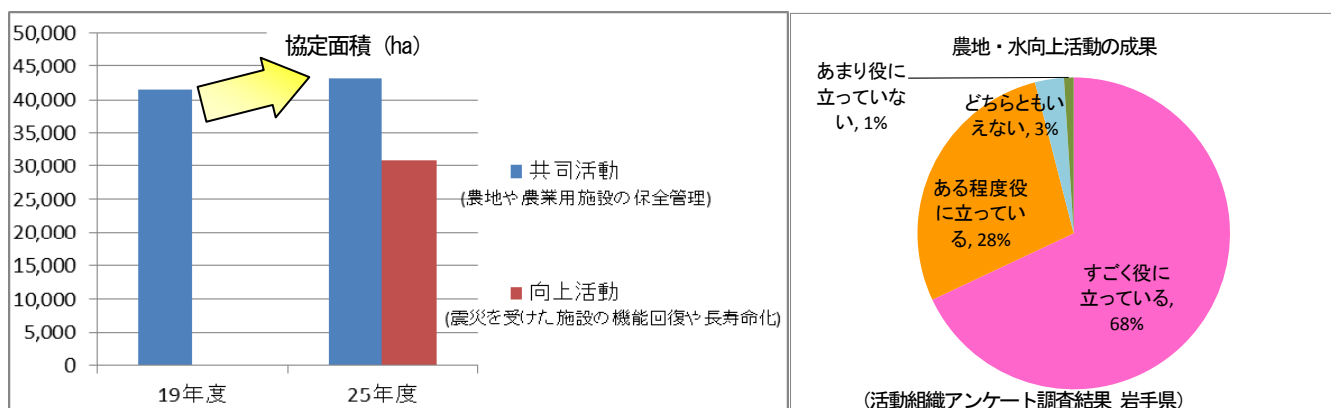 協定面積（ha）
50,000
45,000
40,000
35,000
30,000
25,000
20,000
15,000
10,000
5,000
0
19年度
25年度
共司活動
(農地や農業用施設の保全管理)
向上活動
(震災を受けた施設の機能回復や長寿命化)
農地・水向上活動の成果
あまり役に
立っていな
い, 1%
どちらともい
えない, 3%
ある程度役
に立ってい
る, 28%
すごく役に
立っている,
68%
（活動組織アンケート調査結果 岩手県）